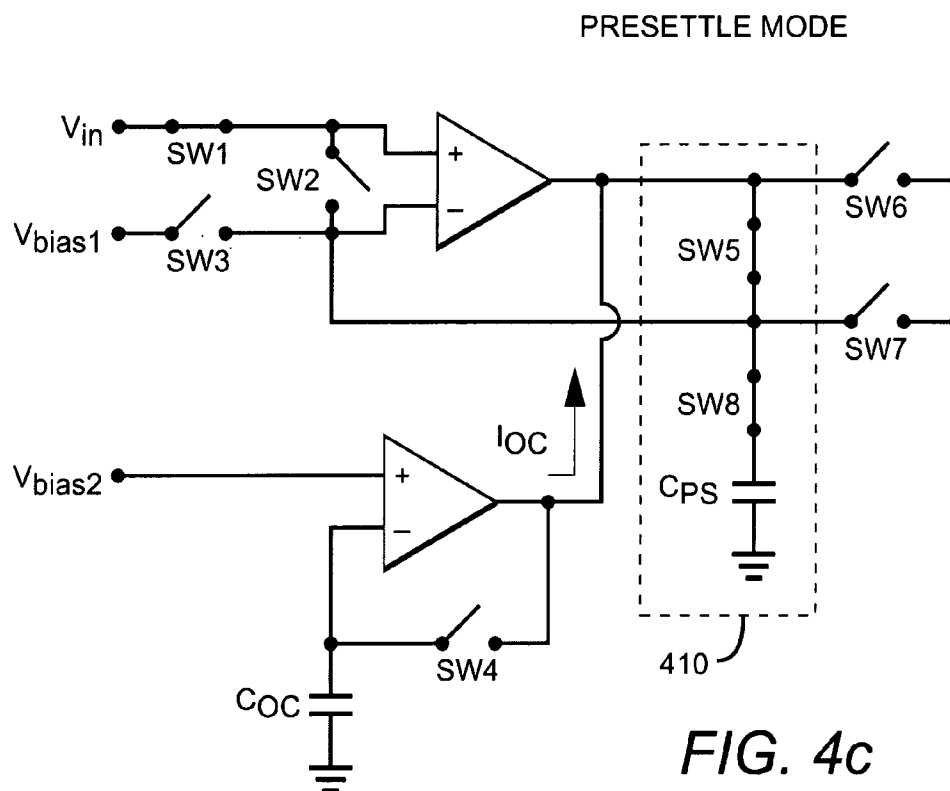 PRESETTLE MODE
Vin
SW1
SW2
+
−
Vbias1
SW3
SW5
SW6
SW7
SW8
IOC
Vbias2
+
−
CPS
SW4
410
COC
FIG. 4c